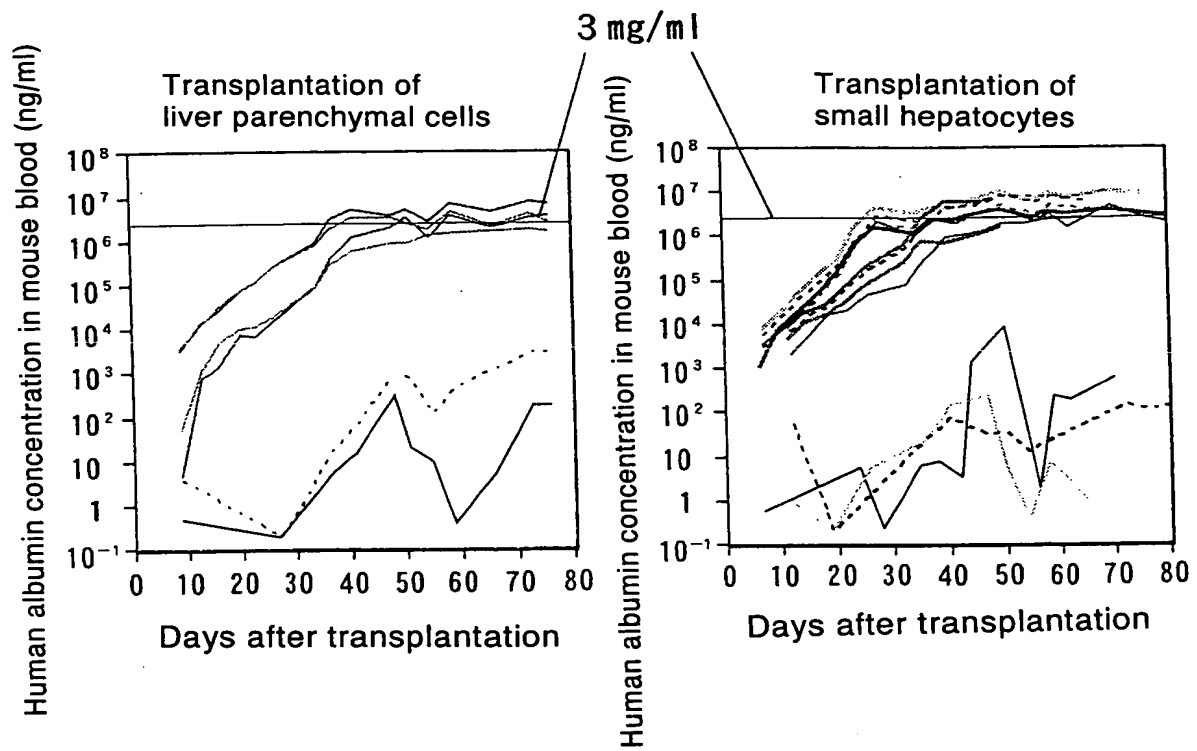 3 mg/ml
Transplantation of
liver parenchymal cells
Human albumin concentration in mouse blood (ng/ml)
10⁸
10⁷
10⁶
10⁵
10⁴
10³
10²
10
1
10⁻¹
0 10 20 30 40 50 60 70 80
Days after transplantation
Transplantation of
small hepatocytes
Human albumin concentration in mouse blood (ng/ml)
10⁸
10⁷
10⁶
10⁵
10⁴
10³
10²
10
1
10⁻¹
0 10 20 30 40 50 60 70 80
Days after transplantation